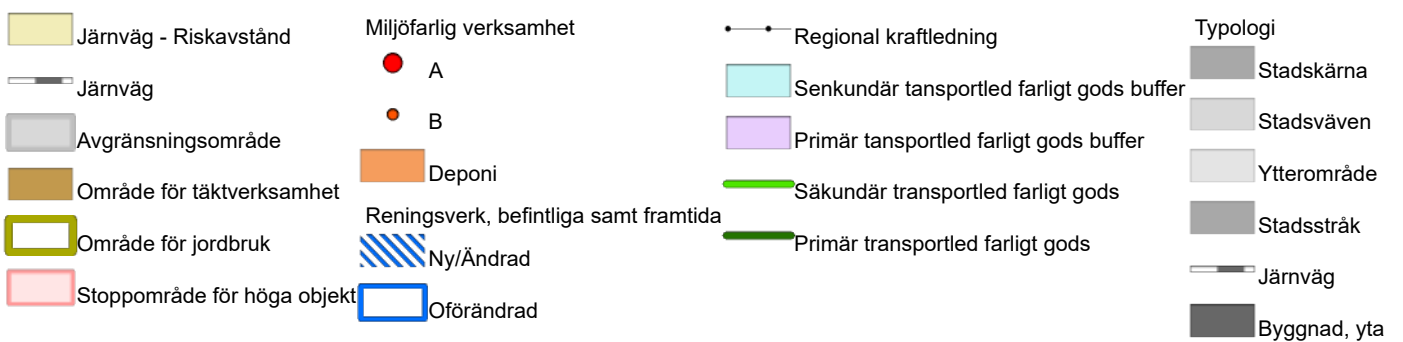 Järnväg - Riskavstånd
Järnväg
Avgränsningsområde
Område för täktverksamhet
Område för jordbruk
Stoppområde för höga objekt
Miljöfarlig verksamhet
A
B
Deponi
Reningsverk, befintliga samt framtida
Ny/Ändrad
Oförändrad
Regional kraftledning
Senkundär tansportled farligt gods buffer
Primär tansportled farligt gods buffer
Säkundär transportled farligt gods
Primär transportled farligt gods
Typologi
Stadskärna
Stadsväven
Ytterområde
Stadsstråk
Järnväg
Byggnad, yta